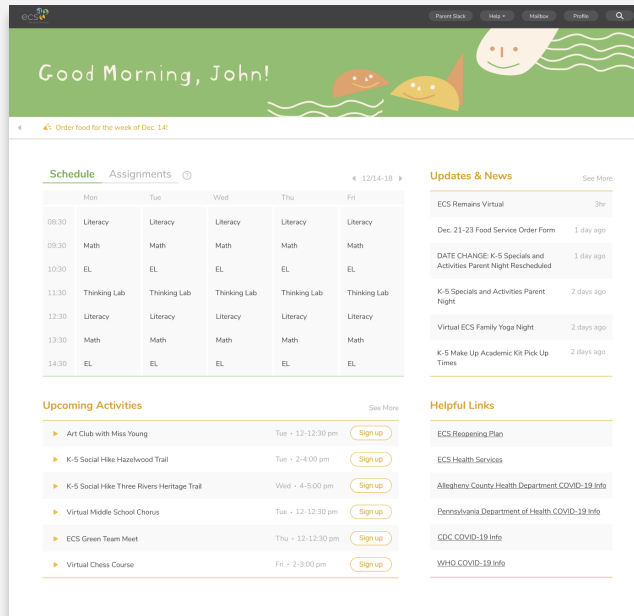 ecs
Parent Slack Help Mailbox Profile
Good Morning, John!
Order food for the week of Dec. 14!
Schedule Assignments ? 12/14-18
Mon Tue Wed Thu Fri
08:30 Literacy Literacy Literacy Literacy Literacy
09:30 Math Math Math Math Math
10:30 EL EL EL EL EL
11:30 Thinking Lab Thinking Lab Thinking Lab Thinking Lab Thinking Lab
12:30 Literacy Literacy Literacy Literacy Literacy
13:30 Math Math Math Math Math
14:30 EL EL EL EL EL
Updates & News See More
ECS Remains Virtual 3hr
Dec. 21-23 Food Service Order Form 1 day ago
DATE CHANGE: K-5 Specials and 1 day ago
Activities Parent Night Rescheduled
K-5 Specials and Activities Parent 2 days ago
Night
Virtual ECS Family Yoga Night 2 days ago
K-5 Make Up Academic Kit Pick Up 2 days ago
Times
Upcoming Activities See More
Art Club with Miss Young Tue • 12-12:30 pm Sign up
K-5 Social Hike Hazelwood Trail Tue • 2-4:00 pm Sign up
K-5 Social Hike Three Rivers Heritage Trail Wed • 4-5:00 pm Sign up
Virtual Middle School Chorus Tue • 12-12:30 pm Sign up
ECS Green Team Meet Thu • 12-12:30 pm Sign up
Virtual Chess Course Fri • 2-3:00 pm Sign up
Helpful Links
ECS Reopening Plan
ECS Health Services
Allegheny County Health Department COVID-19 Info
Pennsylvania Department of Health COVID-19 Info
CDC COVID-19 Info
WHO COVID-19 Info